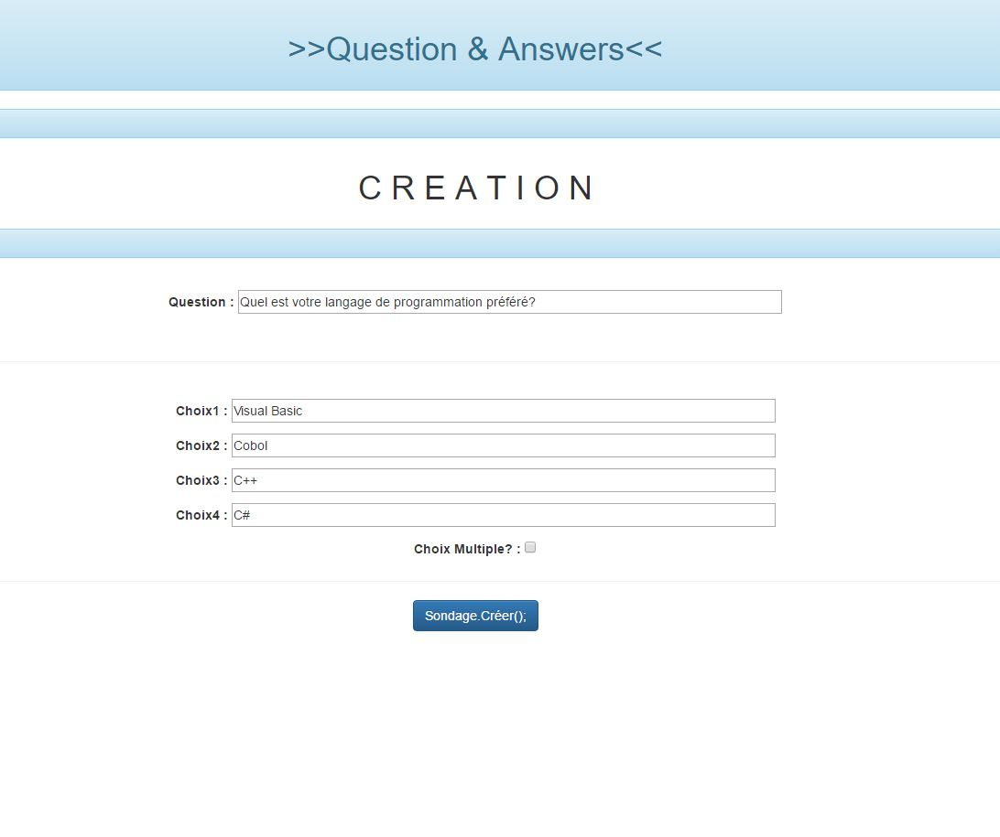 >>Question & Answers<<
C R E A T I O N
Question : Quel est votre langage de programmation préféré?
Choix1 : Visual Basic
Choix2 : Cobol
Choix3 : C++
Choix4 : C#
Choix Multiple? :
Sondage.Créer();